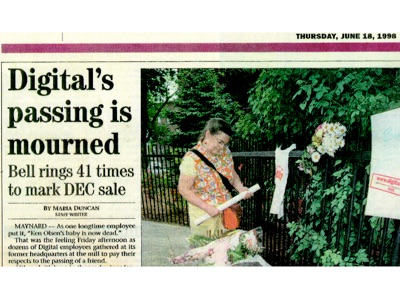 THURSDAY, JUNE 18, 1998
Digital's
passing is
mourned
Bell rings 41 times
to mark DEC sale
BY MARIA DUNCAN
STAFF WRITER
MAYNARD — As one longtime employee
put it, "Ken Olsen's baby is now dead."
That was the feeling Friday afternoon as
dozens of Digital employees gathered at its
former headquarters at the mill to pay their
respects to the passing of a friend.